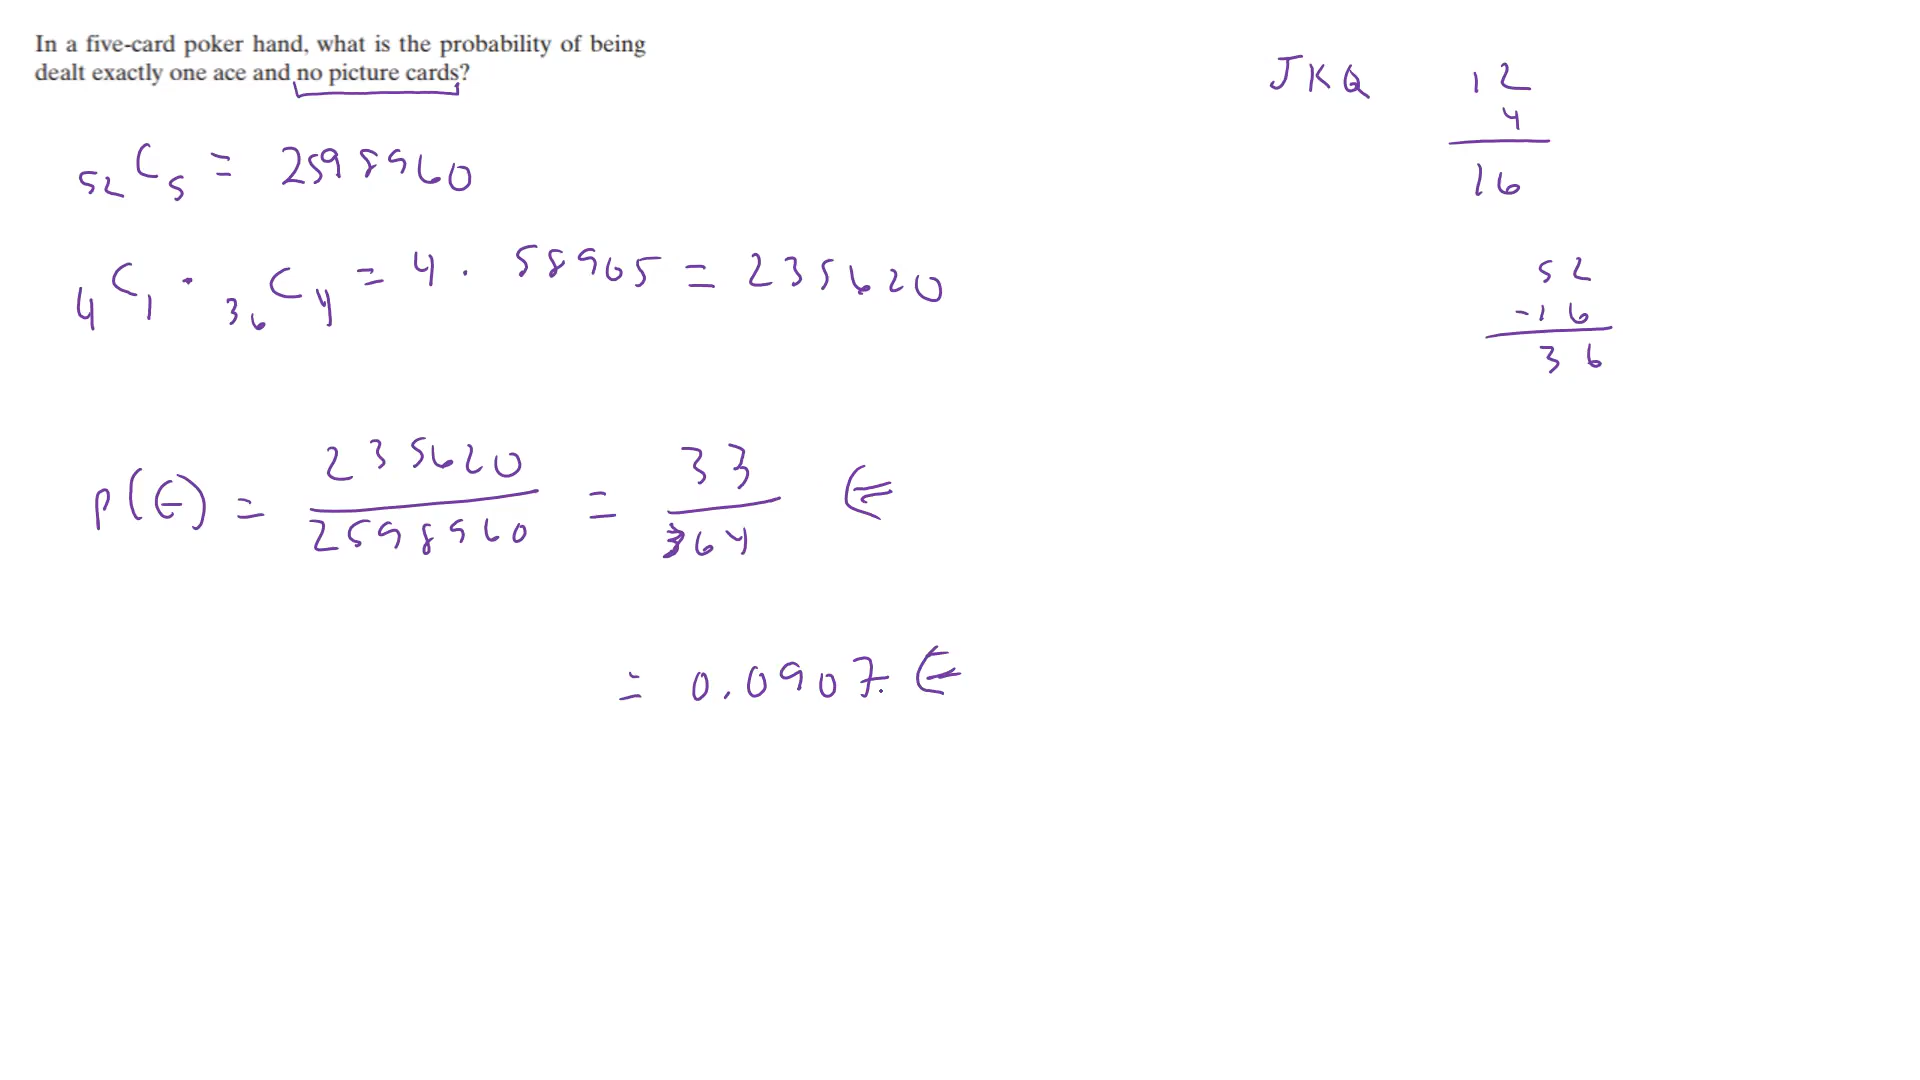 In a five-card poker hand, what is the probability of being
dealt exactly one ace and no picture cards?
JKQ
12
4
16
₅₂C₅ = 2598960
52
-16
36
₄C₁ · ₃₆C₄ = 4 · 58905 = 235620
P(E) = 235620/2598960 = 33/364
= 0.0907.